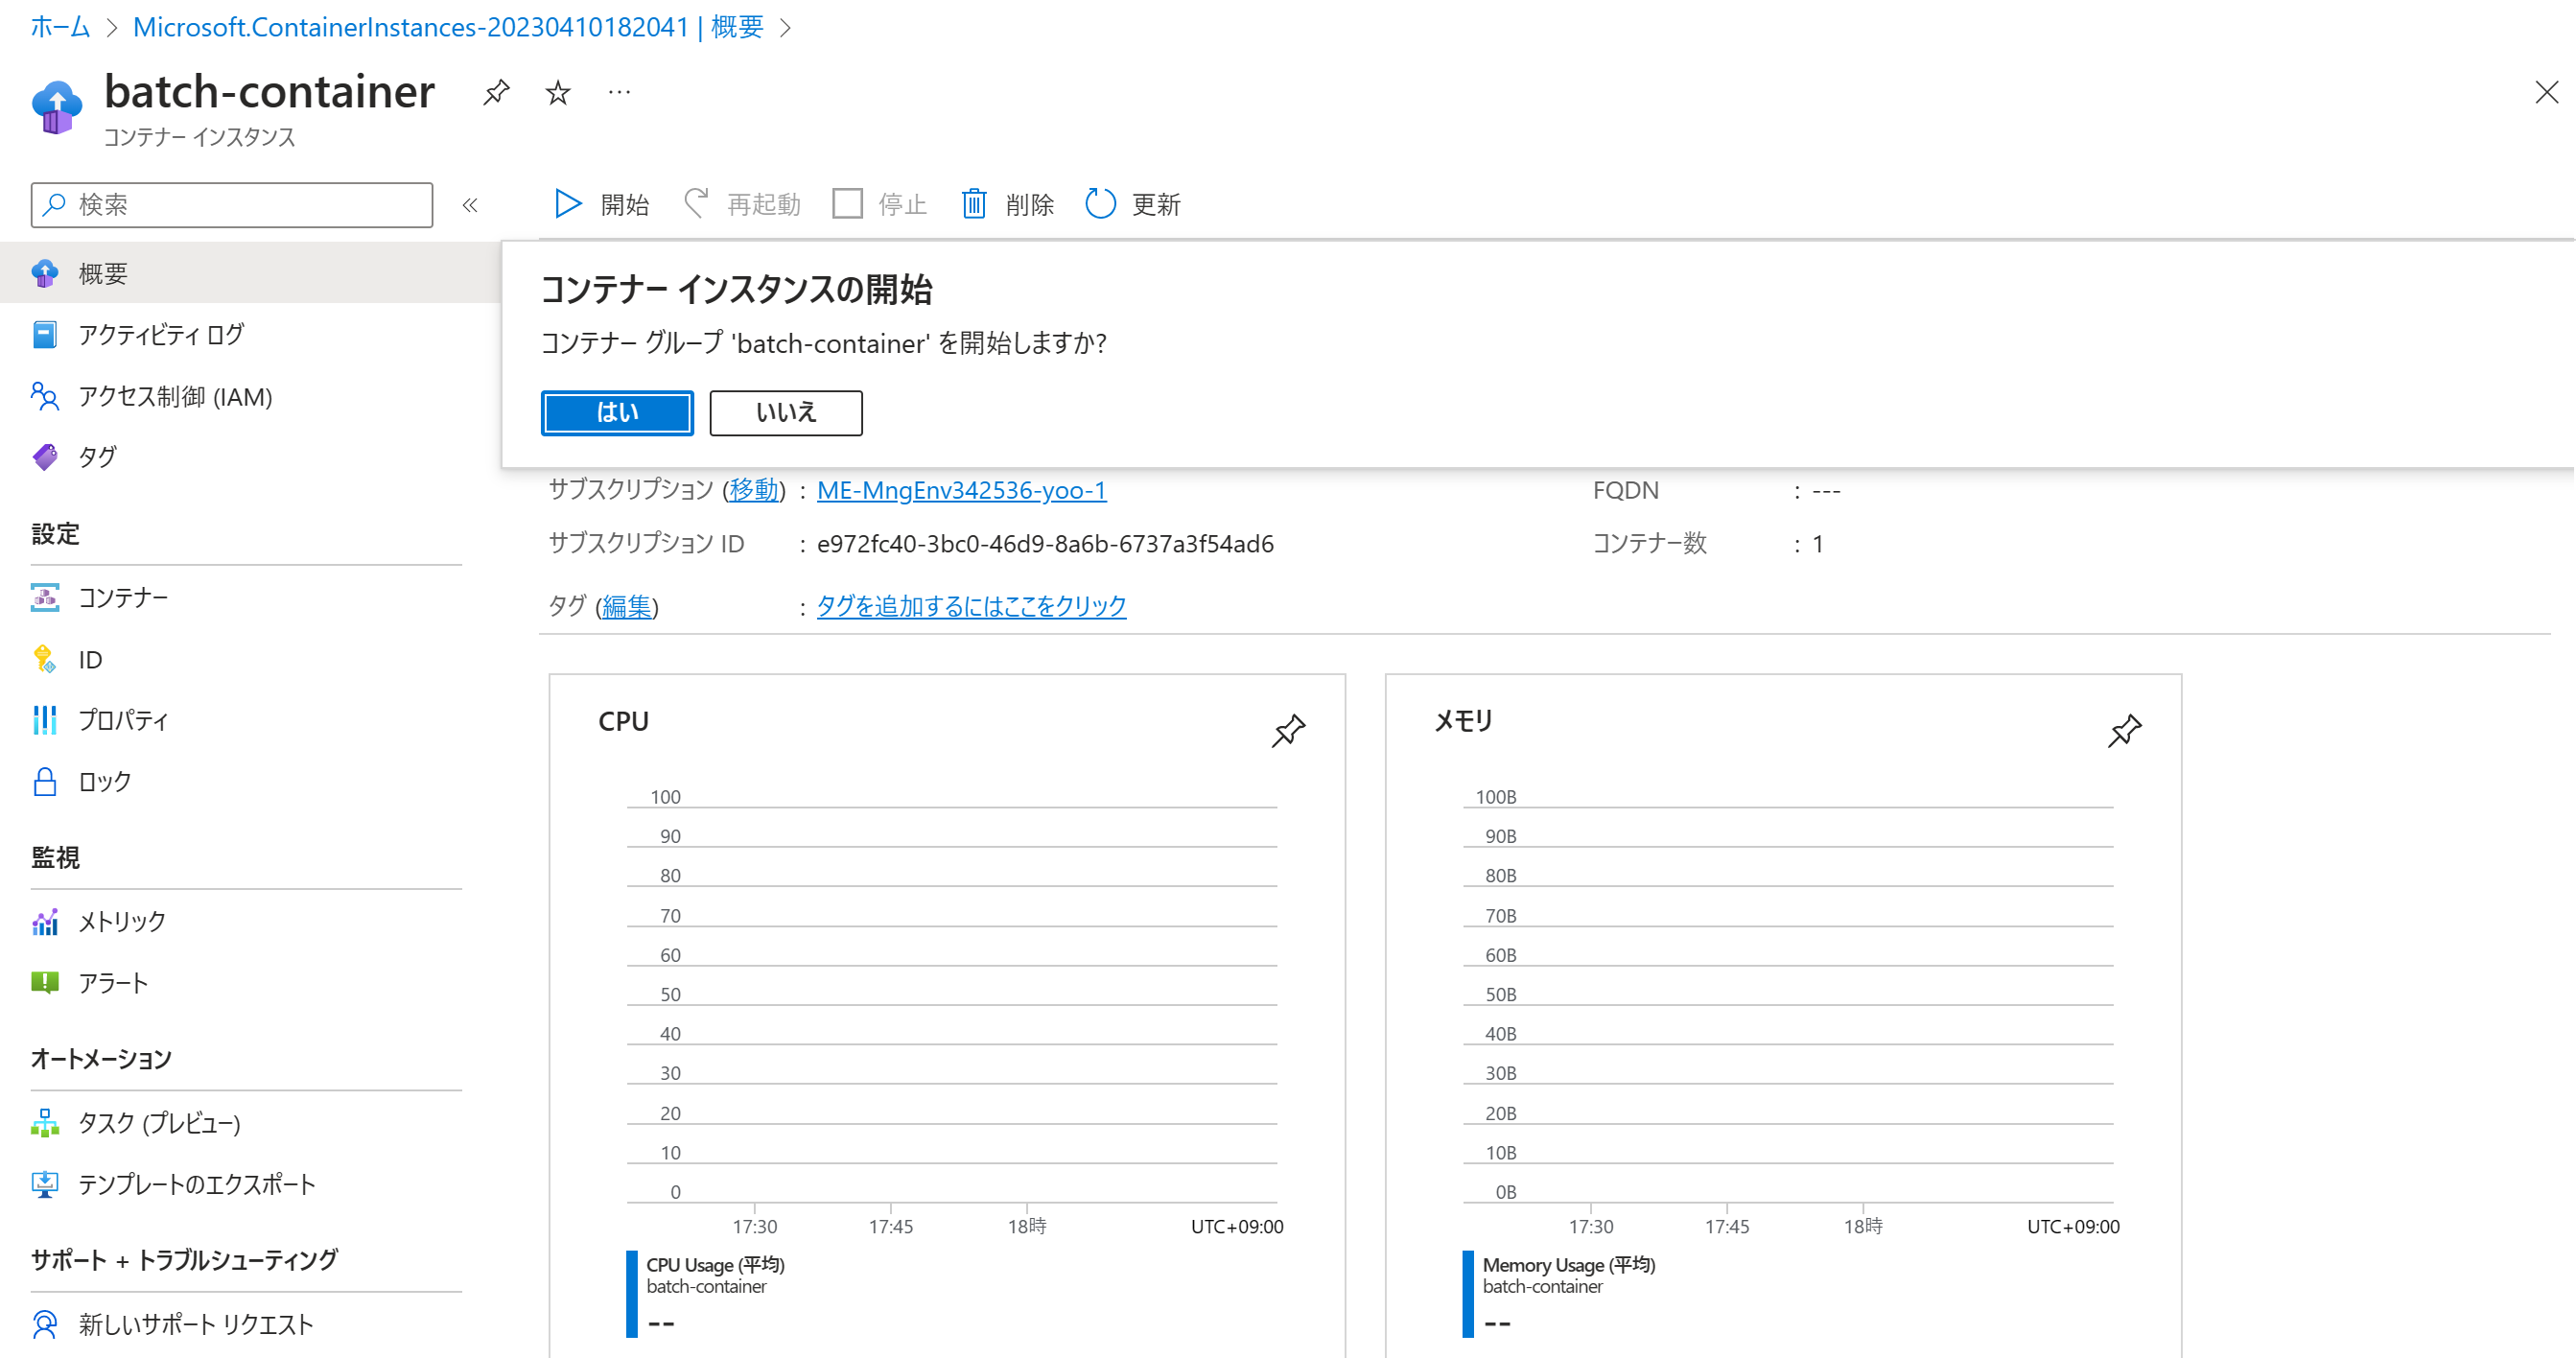 ホーム > Microsoft.ContainerInstances-20230410182041 | 概要 >
batch-container
コンテナー インスタンス
検索
«
開始 再起動 停止 削除 更新
概要
アクティビティ ログ
アクセス制御 (IAM)
タグ
設定
コンテナー
ID
プロパティ
ロック
監視
メトリック
アラート
オートメーション
タスク (プレビュー)
テンプレートのエクスポート
サポート + トラブルシューティング
新しいサポート リクエスト
コンテナー インスタンスの開始
コンテナー グループ 'batch-container' を開始しますか?
はい いいえ
サブスクリプション (移動) : ME-MngEnv342536-yoo-1
サブスクリプション ID : e972fc40-3bc0-46d9-8a6b-6737a3f54ad6
タグ (編集) : タグを追加するにはここをクリック
FQDN : ---
コンテナー数 : 1
CPU
100
90
80
70
60
50
40
30
20
10
0
17:30 17:45 18時 UTC+09:00
CPU Usage (平均)
batch-container
--
メモリ
100B
90B
80B
70B
60B
50B
40B
30B
20B
10B
0B
17:30 17:45 18時 UTC+09:00
Memory Usage (平均)
batch-container
--